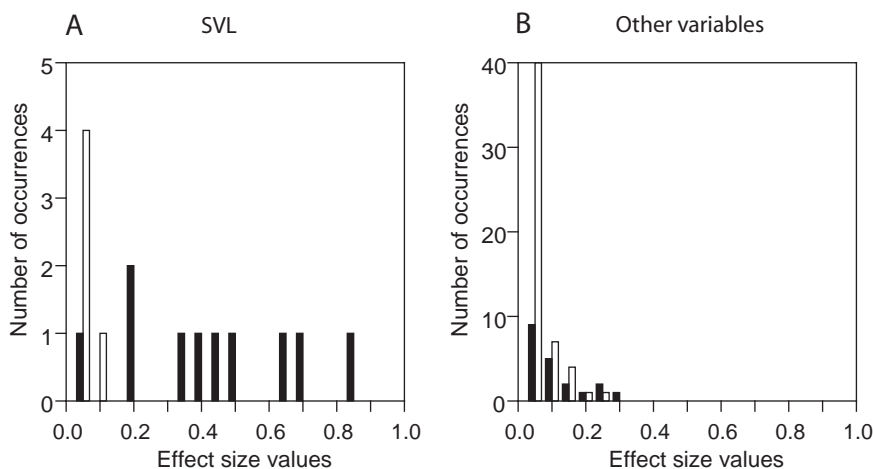 A
SVL
5
4
3
2
1
0
Number of occurrences
0.0 0.2 0.4 0.6 0.8 1.0
Effect size values
B
Other variables
40
30
20
10
0
Number of occurrences
0.0 0.2 0.4 0.6 0.8 1.0
Effect size values